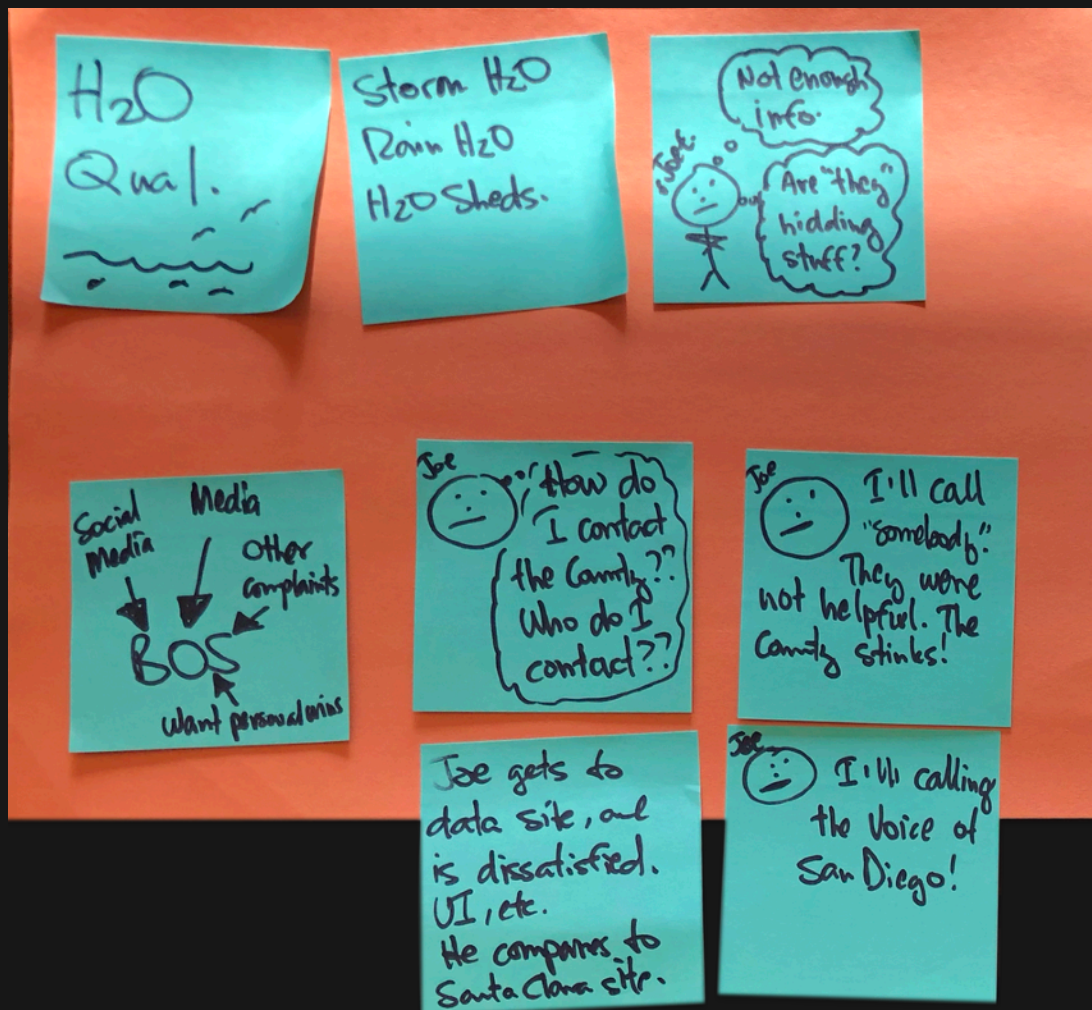 H₂O
Qual.
Storm H₂O
Rain H₂O
H₂O Sheds.
Not enough
info.
"Joe".
Are "they"
hidding
stuff?
Social
Media
Media
Other
complaints
BOS
Want personal wins
Joe
How do
I contact
the County??
Who do I
contact??
Joe
I'll call
"somebody."
They were
not helpful. The
County stinks!
Joe gets to
data site, and
is dissatisfied.
UI, etc.
He compares to
Santa Clara site.
Joe
calling
the Voice of
San Diego!